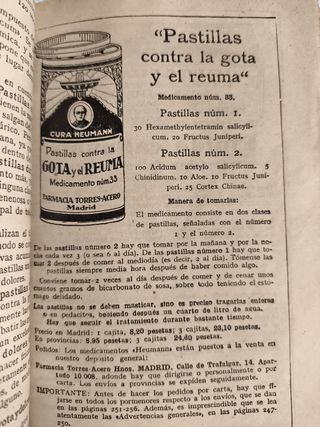 "Pastillas
contra la gota
y el reuma"
Medicamento núm. 33.
Pastillas núm. 1.
30 Hexamethylentetramin salicyli-
cum. 20 Fructus Juniperi.
Pastillas núm. 2.
100 Acidum acetylo salicylicum. 5
Chinidinum. 10 Aloe. 10 Fructus Juni-
peri. 25 Cortex Chinae.
Manera de tomarlas:
El medicamento consiste en dos clases
de pastillas, señaladas con el número
1 y el número 2.
CURA HEUMANN
Pastillas contra la
GOTA y el REUMA
Medicamento núm. 33
FARMACIA TORRES-ACERO
Madrid
De las pastillas número 2 hay que tomar por la mañana y por la no-
che cada vez 3 (o sea 6 al día). De las pastillas número 1 hay que to-
mar 2 después de comer al mediodía (es decir, 2 al día). Tómense las
pastillas siempre media hora después de haber comido algo.
Conviene tomar 2 veces al día después de comer y de cenar unos
cuantos gramos de bicarbonato de sosa, sobre todo teniendo el estó-
mago delicado.
Las pastillas no se deben masticar, sino es preciso tragarlas enteras
o en pedacitos, bebiendo después un cuarto de litro de agua.
Hay que seguir el tratamiento durante bastante tiempo.
Precio en Madrid: 1 cajita, 8,20 pesetas; 3 cajitas, 23,10 pesetas.
En provincias: 8,95 pesetas; 3 cajitas, 24,60 pesetas.
Pedidos: Los medicamentos «Heumann» están puestos a la venta en
nuestro depósito general:
Farmacia Torres-Acero Hnos. MADRID, Calle de Trafalgar, 14. Apar-
tado 10.008, adonde hay que dirigirse o personalmente o por
carta. Los envíos a provincias se expiden seguidamente.
IMPORTANTE: Antes de hacer los pedidos por carta, hay que fi-
jarse en todos los pormenores respecto a los envíos, que se dan
en las páginas 251-256. Además, es imprescindible que se lea
atentamente las «Advertencias generales», en las páginas 247-
250.